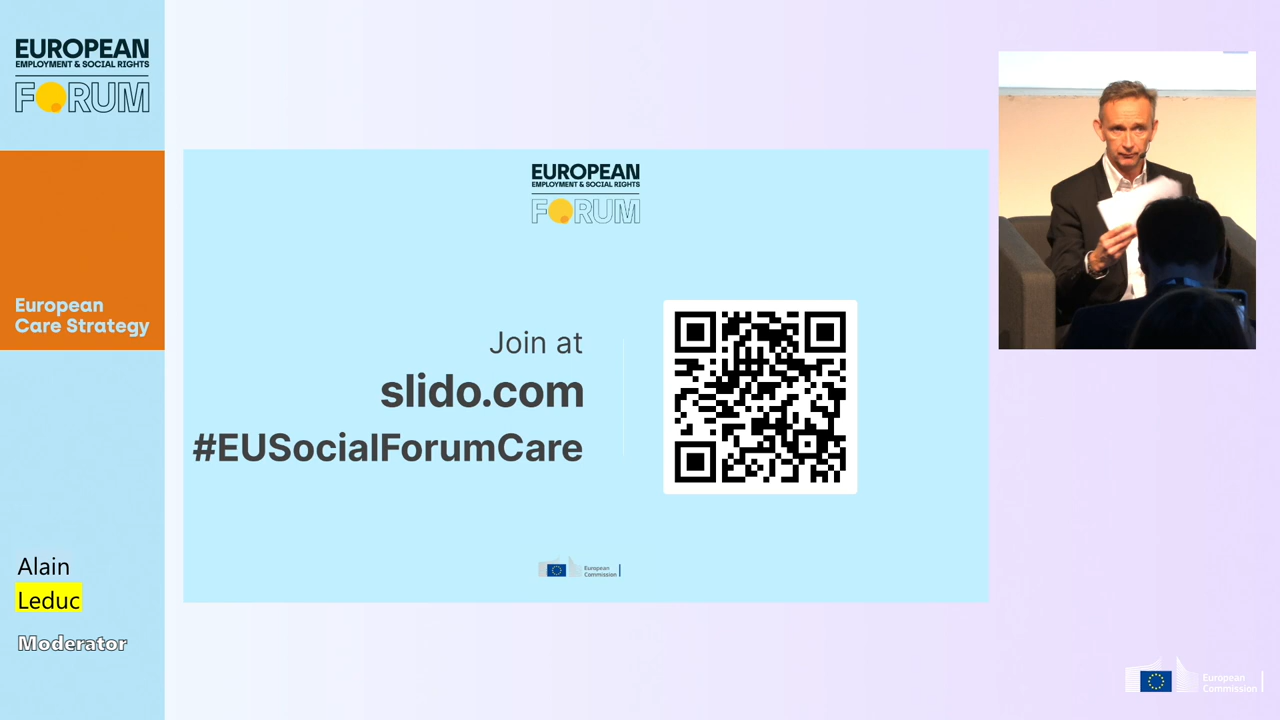 EUROPEAN
EMPLOYMENT & SOCIAL RIGHTS
FORUM
European
Care Strategy
Alain
Leduc
Moderator
EUROPEAN
EMPLOYMENT & SOCIAL RIGHTS
FORUM
Join at
slido.com
#EUSocialForumCare
European
Commission
European
Commission